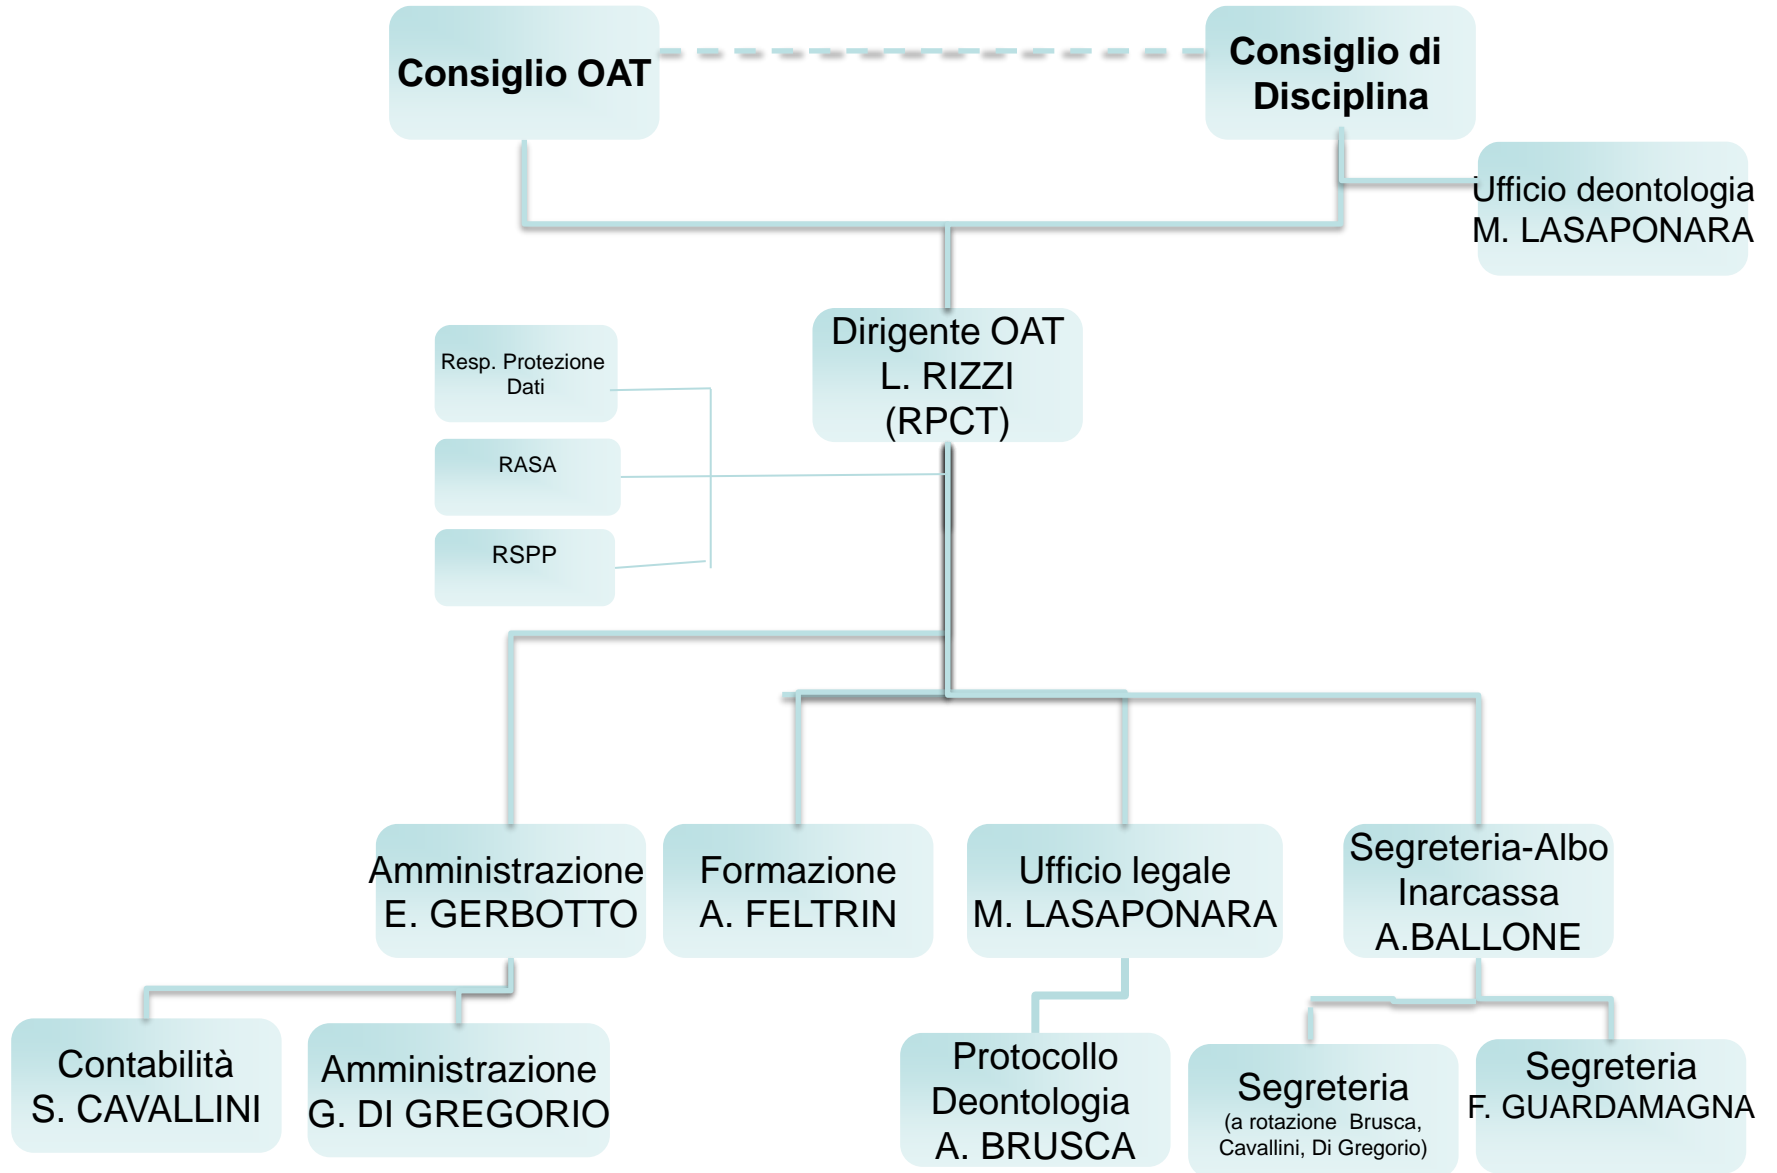 Consiglio OAT
Consiglio di
Disciplina
Ufficio deontologia
M. LASAPONARA
Dirigente OAT
L. RIZZI
(RPCT)
Resp. Protezione
Dati
RASA
RSPP
Amministrazione
E. GERBOTTO
Formazione
A. FELTRIN
Ufficio legale
M. LASAPONARA
Segreteria-Albo
Inarcassa
A.BALLONE
Contabilità
S. CAVALLINI
Amministrazione
G. DI GREGORIO
Protocollo
Deontologia
A. BRUSCA
Segreteria
(a rotazione Brusca,
Cavallini, Di Gregorio)
Segreteria
F. GUARDAMAGNA